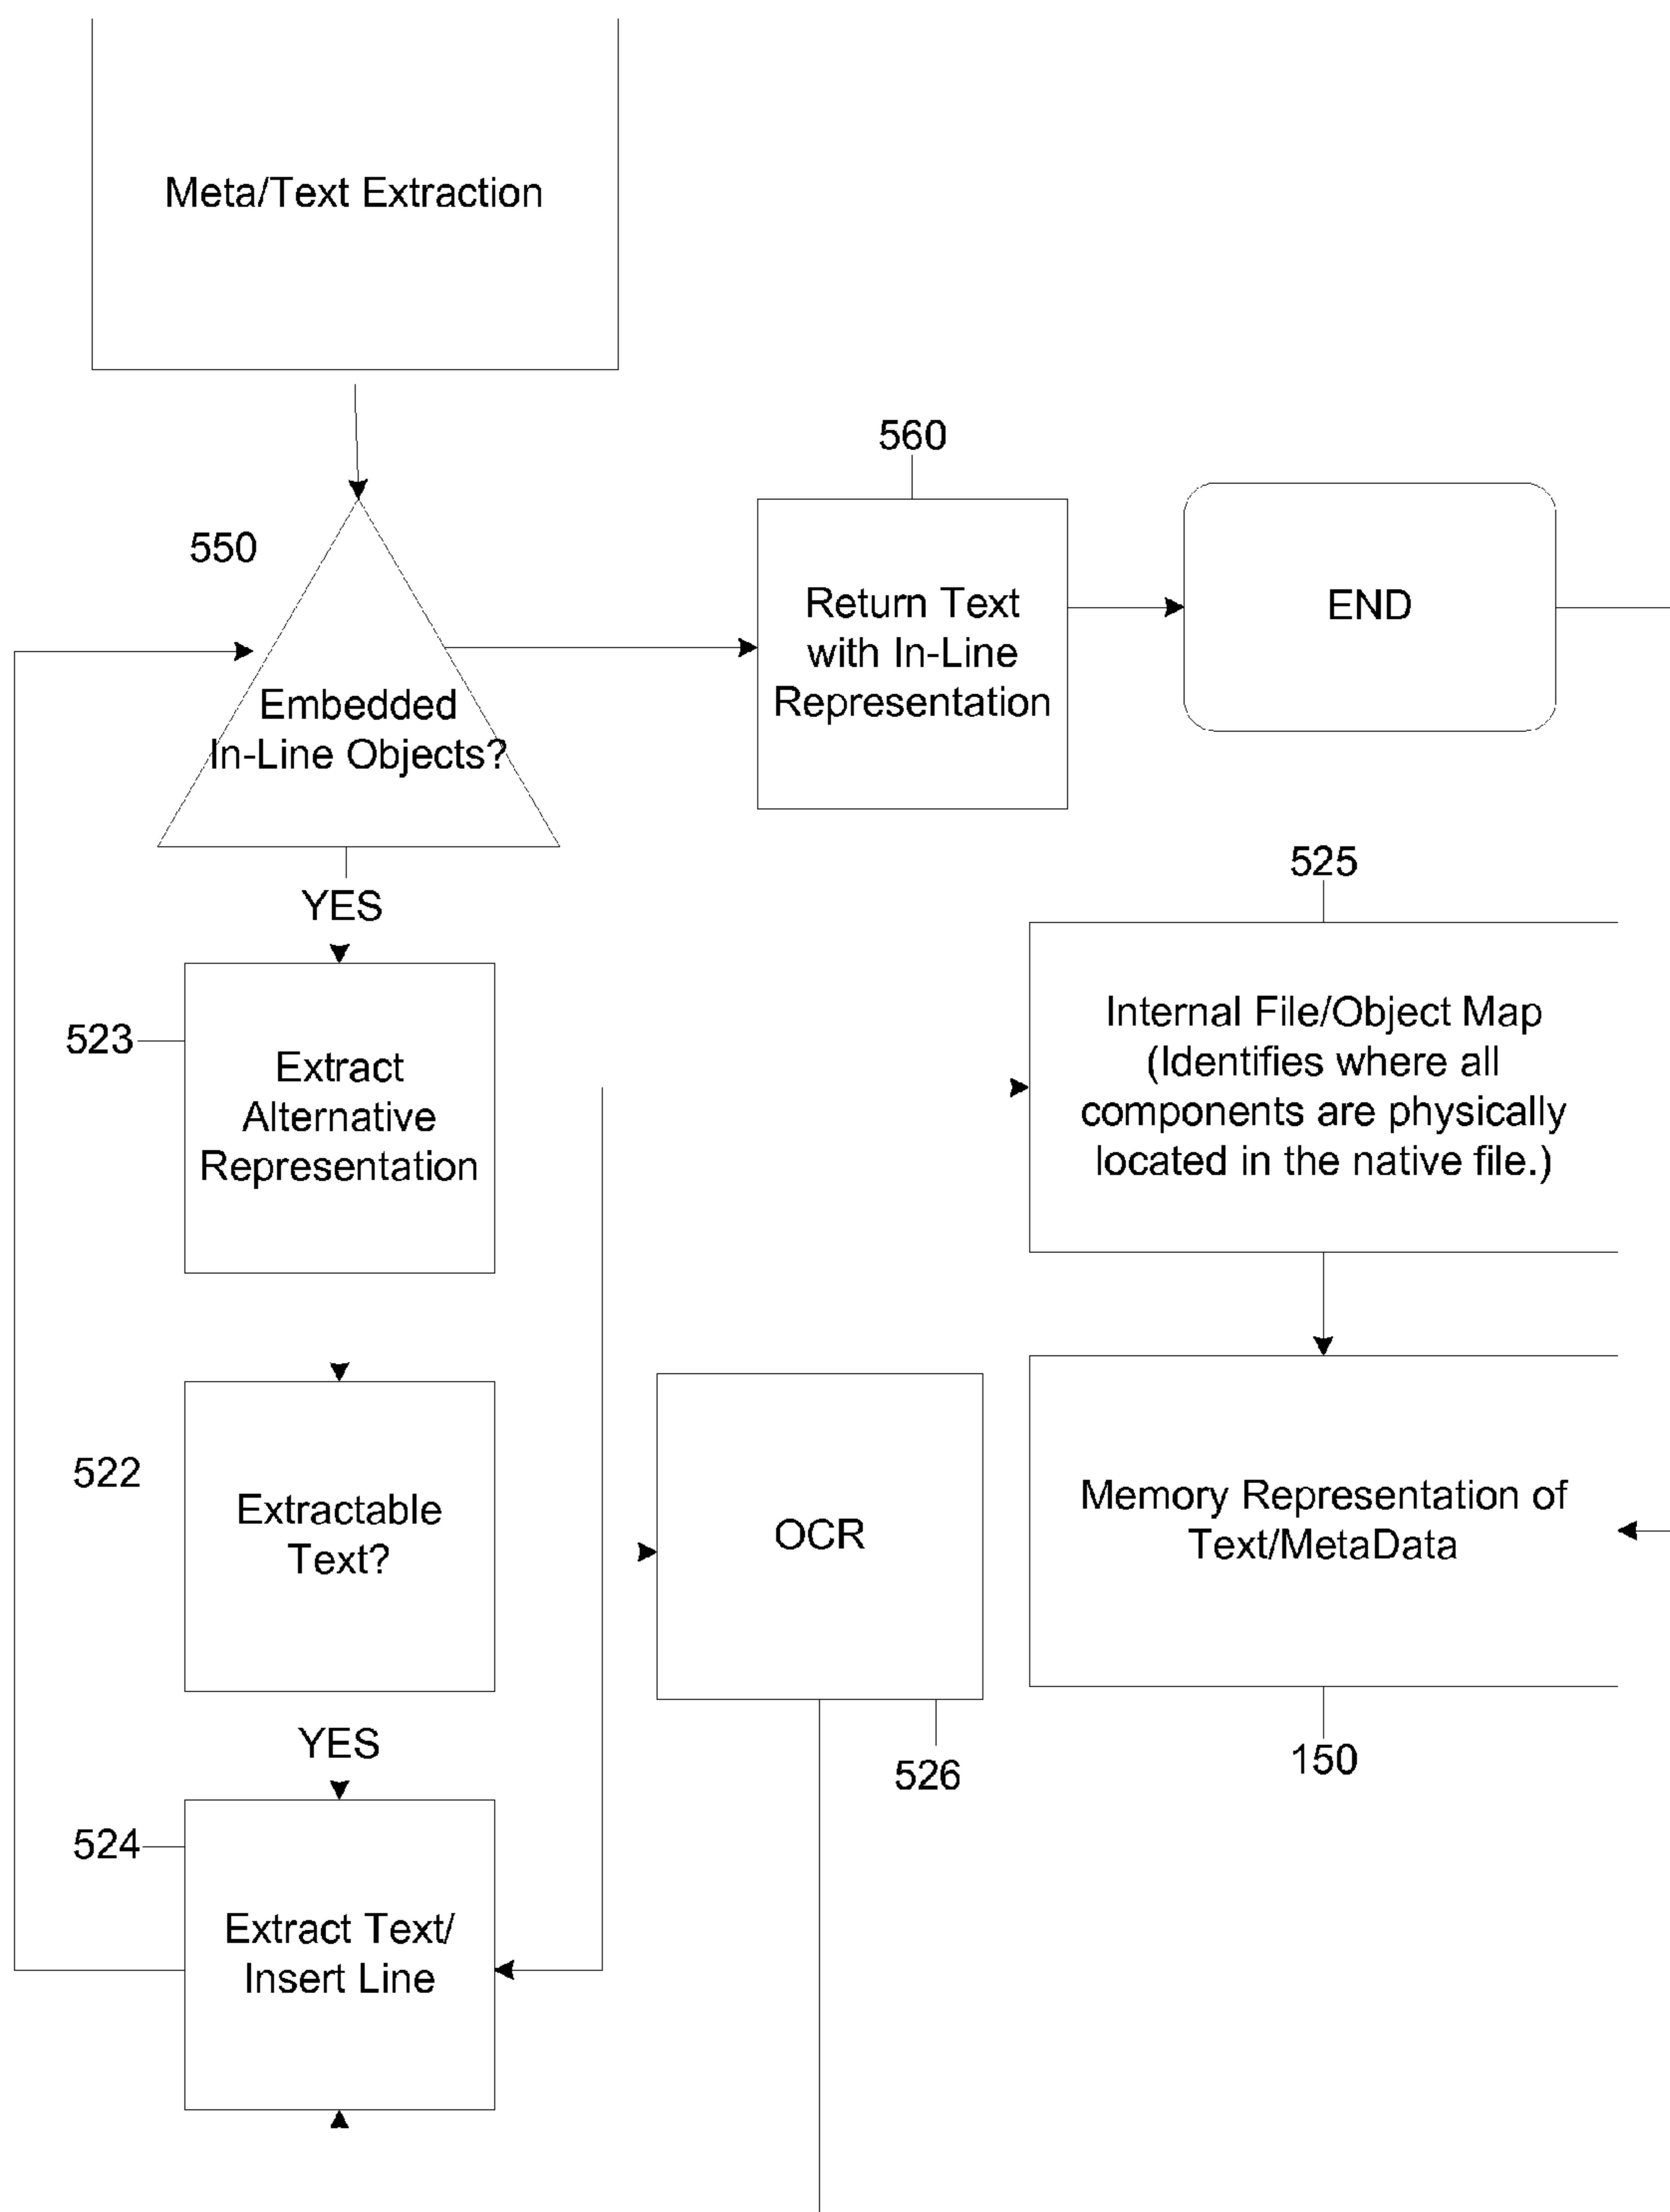 Meta/Text Extraction
560
550
Return Text
with In-Line
Representation
END
Embedded
In-Line Objects?
YES
525
523
Extract
Alternative
Representation
Internal File/Object Map
(Identifies where all
components are physically
located in the native file.)
522
Extractable
Text?
OCR
Memory Representation of
Text/MetaData
YES
526
150
524
Extract Text/
Insert Line